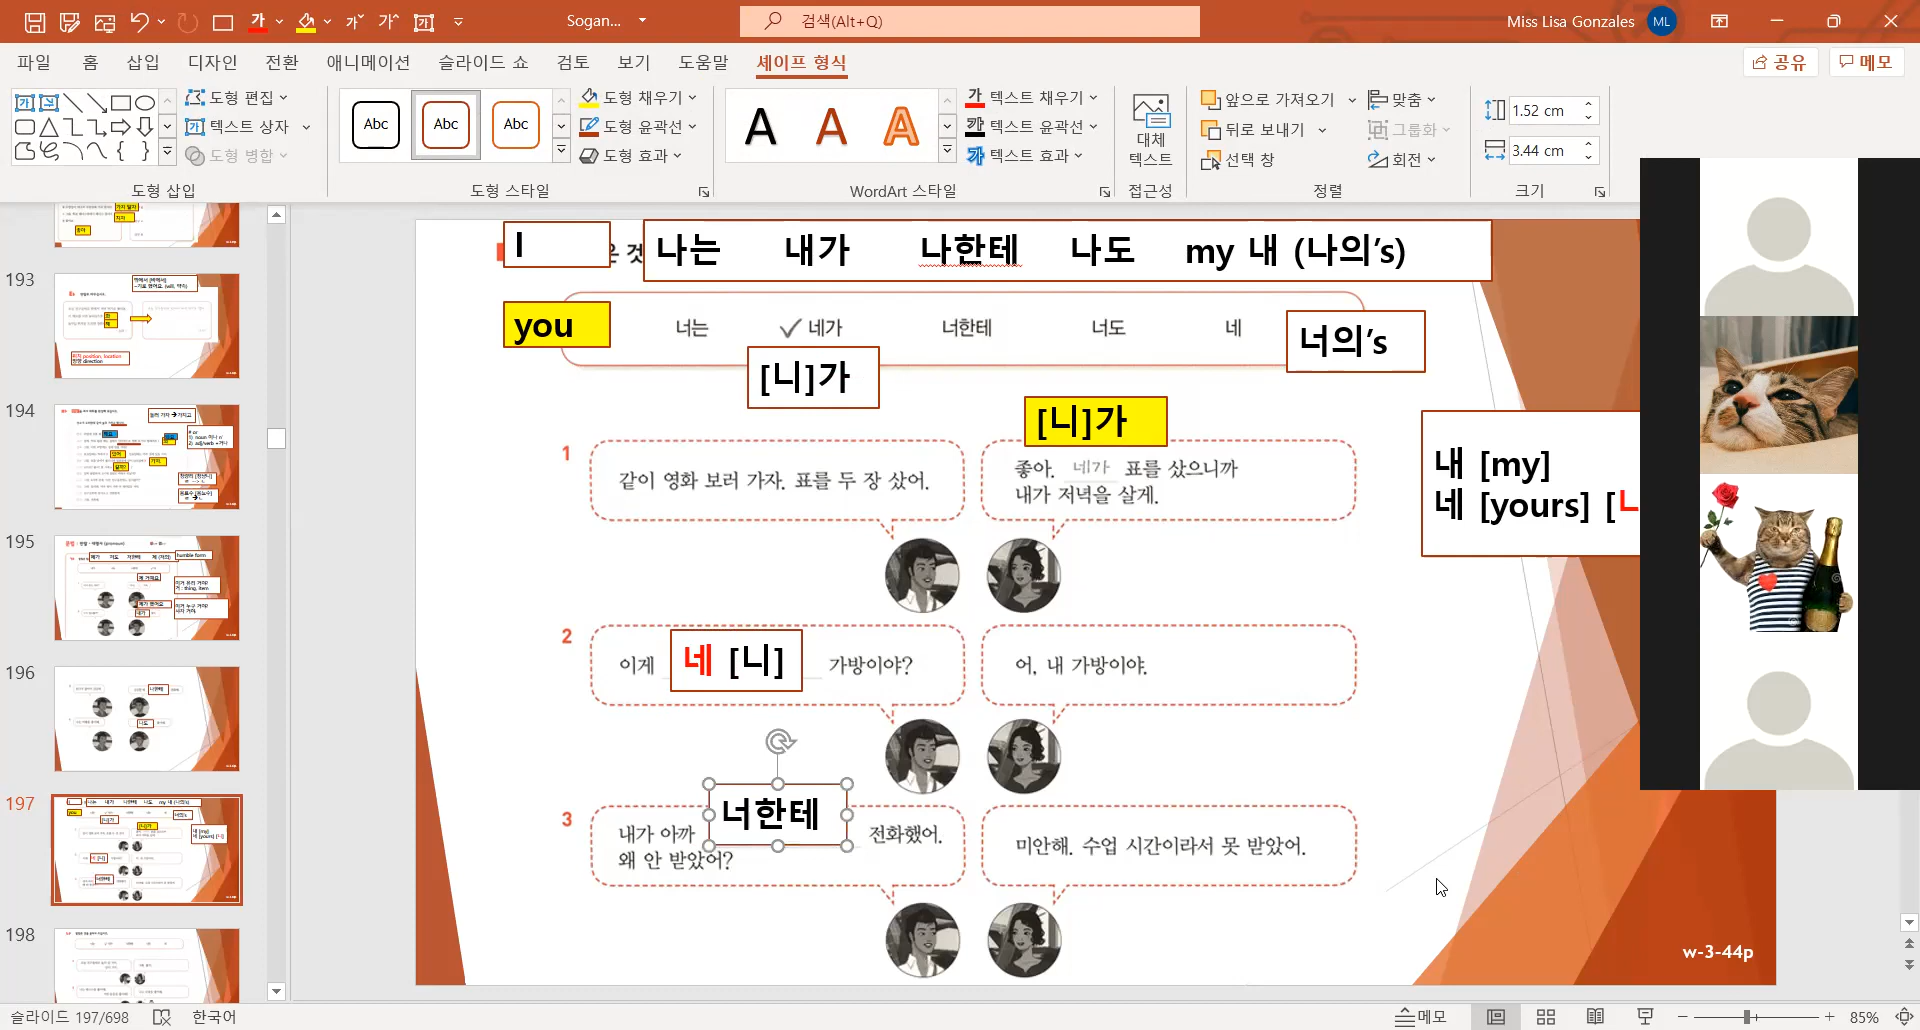 Sogan...
검색(Alt+Q)
Miss Lisa Gonzales
ML
파일 홈 삽입 디자인 전환 애니메이션 슬라이드 쇼 검토 보기 도움말 셰이프 형식
공유
메모
도형 편집
텍스트 상자
도형 병합
도형 삽입
Abc Abc Abc
도형 채우기
도형 윤곽선
도형 효과
도형 스타일
A A A
텍스트 채우기
텍스트 윤곽선
텍스트 효과
WordArt 스타일
대체
텍스트
접근성
앞으로 가져오기
뒤로 보내기
선택 창
맞춤
그룹화
회전
정렬
1.52 cm
3.44 cm
크기
193
194
195
196
197
198
I
은 것
나는 내가 나한테 나도 my 내 (나의's)
you
너는 네가 너한테 너도 네
너의's
[니]가
[니]가
1
같이 영화 보러 가자. 표를 두 장 샀어.
좋아. 네가 표를 샀으니까
내가 저녁을 살게.
내 [my]
네 [yours] [니
2
이게 네 [니] 가방이야?
어, 내 가방이야.
3
내가 아까 너한테 전화했어.
왜 안 받았어?
미안해. 수업 시간이라서 못 받았어.
w-3-44p
슬라이드 197/698
한국어
메모
85%